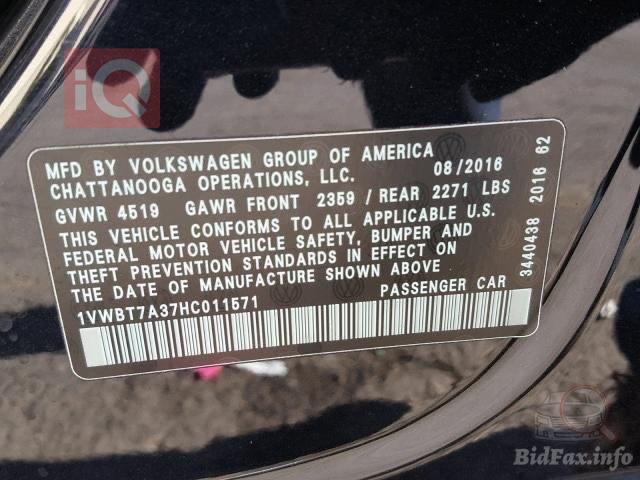 iQ
MFD BY VOLKSWAGEN GROUP OF AMERICA
CHATTANOOGA OPERATIONS, LLC. 08/2016
GVWR 4519 GAWR FRONT 2359 / REAR 2271 LBS
THIS VEHICLE CONFORMS TO ALL APPLICABLE U.S.
FEDERAL MOTOR VEHICLE SAFETY, BUMPER AND
THEFT PREVENTION STANDARDS IN EFFECT ON
THE DATE OF MANUFACTURE SHOWN ABOVE
1VWBT7A37HC011571 PASSENGER CAR
3440438 2016 62
BidFax.info